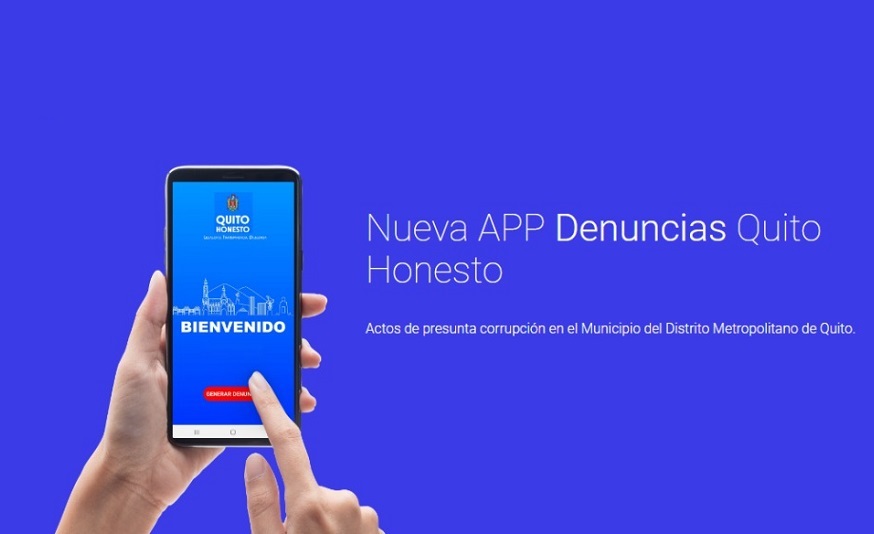 QUITO
HONESTO
Nueva APP Denuncias Quito
Honesto
Actos de presunta corrupción en el Municipio del Distrito Metropolitano de Quito.
BIENVENIDO
GENERAR